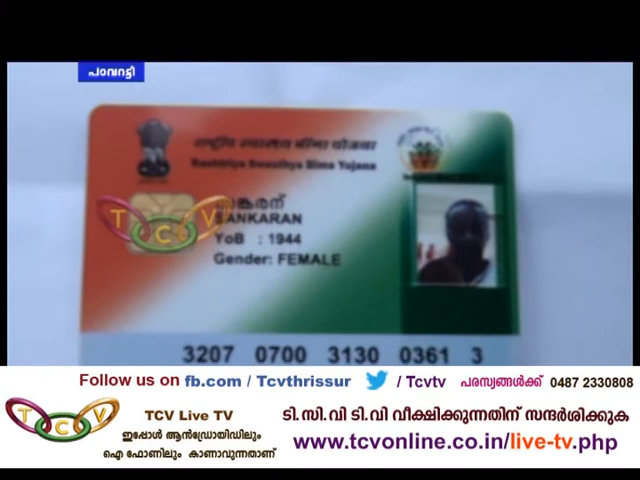 പാവറട്ടി
राष्ट्रीय स्वास्थ्य बीमा योजना
Rashtriya Swasthya Bima Yojana
TCV
SANKARAN
YoB : 1944
Gender: FEMALE
3207 0700 3130 0361 3
Follow us on fb.com / Tcvthrissur / Tcvtv പരസ്യങ്ങൾക്ക് 0487 2330808
TCV
TCV Live TV
ഇപ്പോൾ ആൻഡ്രോയിഡിലും
ഐ ഫോണിലും കാണാവുന്നതാണ്
ടി.സി.വി ടി.വി വീക്ഷിക്കുന്നതിന് സന്ദർശിക്കുക
www.tcvonline.co.in/live-tv.php